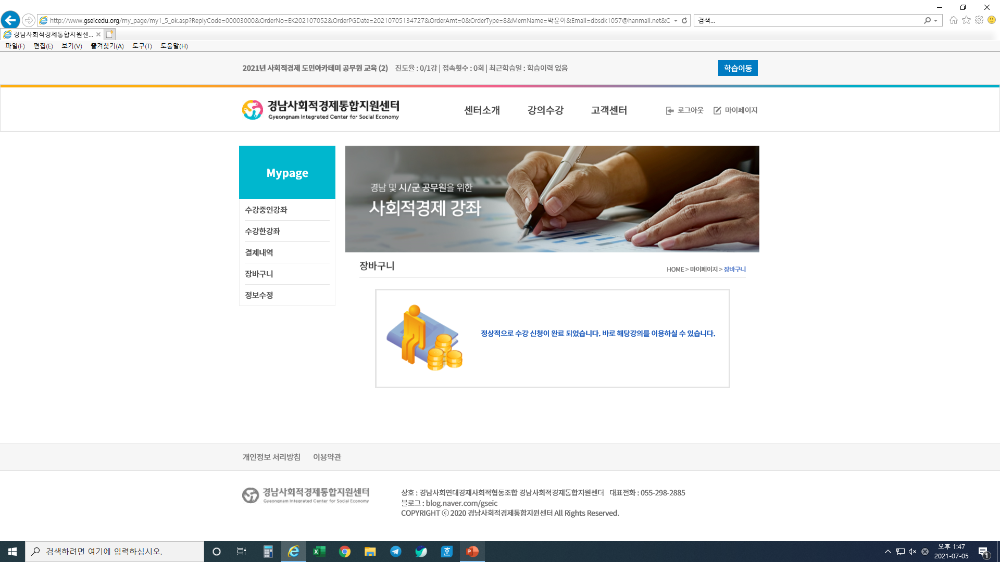 http://www.gseicedu.org/my_page/my1_5_ok.asp?ReplyCode=00003000&OrderNo=EK202107052&OrderPGDate=20210705134727&OrderAmt=0&OrderType=8&MemName=박윤아&Email=dbsdk1057@hanmail.net&C
검색...
경남사회적경제통합지원센...
파일(F) 편집(E) 보기(V) 즐겨찾기(A) 도구(T) 도움말(H)
2021년 사회적경제 도민아카데미 공무원 교육 (2) 진도율 : 0/1강 | 접속횟수 : 0회 | 최근학습일 : 학습이력 없음
학습이동
경남사회적경제통합지원센터
Gyeongnam Integrated Center for Social Economy
센터소개 강의수강 고객센터
로그아웃 마이페이지
Mypage
수강중인강좌
수강한강좌
결제내역
장바구니
정보수정
경남 및 시/군 공무원을 위한
사회적경제 강좌
장바구니
HOME > 마이페이지 > 장바구니
정상적으로 수강 신청이 완료 되었습니다. 바로 해당강의를 이용하실 수 있습니다.
개인정보 처리방침 이용약관
경남사회적경제통합지원센터
Gyeongnam Integrated Center for Social Economy
상호 : 경남사회연대경제사회적협동조합 경남사회적경제통합지원센터 대표전화 : 055-298-2885
블로그 : blog.naver.com/gseic
COPYRIGHT ⓒ 2020 경남사회적경제통합지원센터 All Rights Reserved.
검색하려면 여기에 입력하십시오.
호
오후 1:47
2021-07-05
1